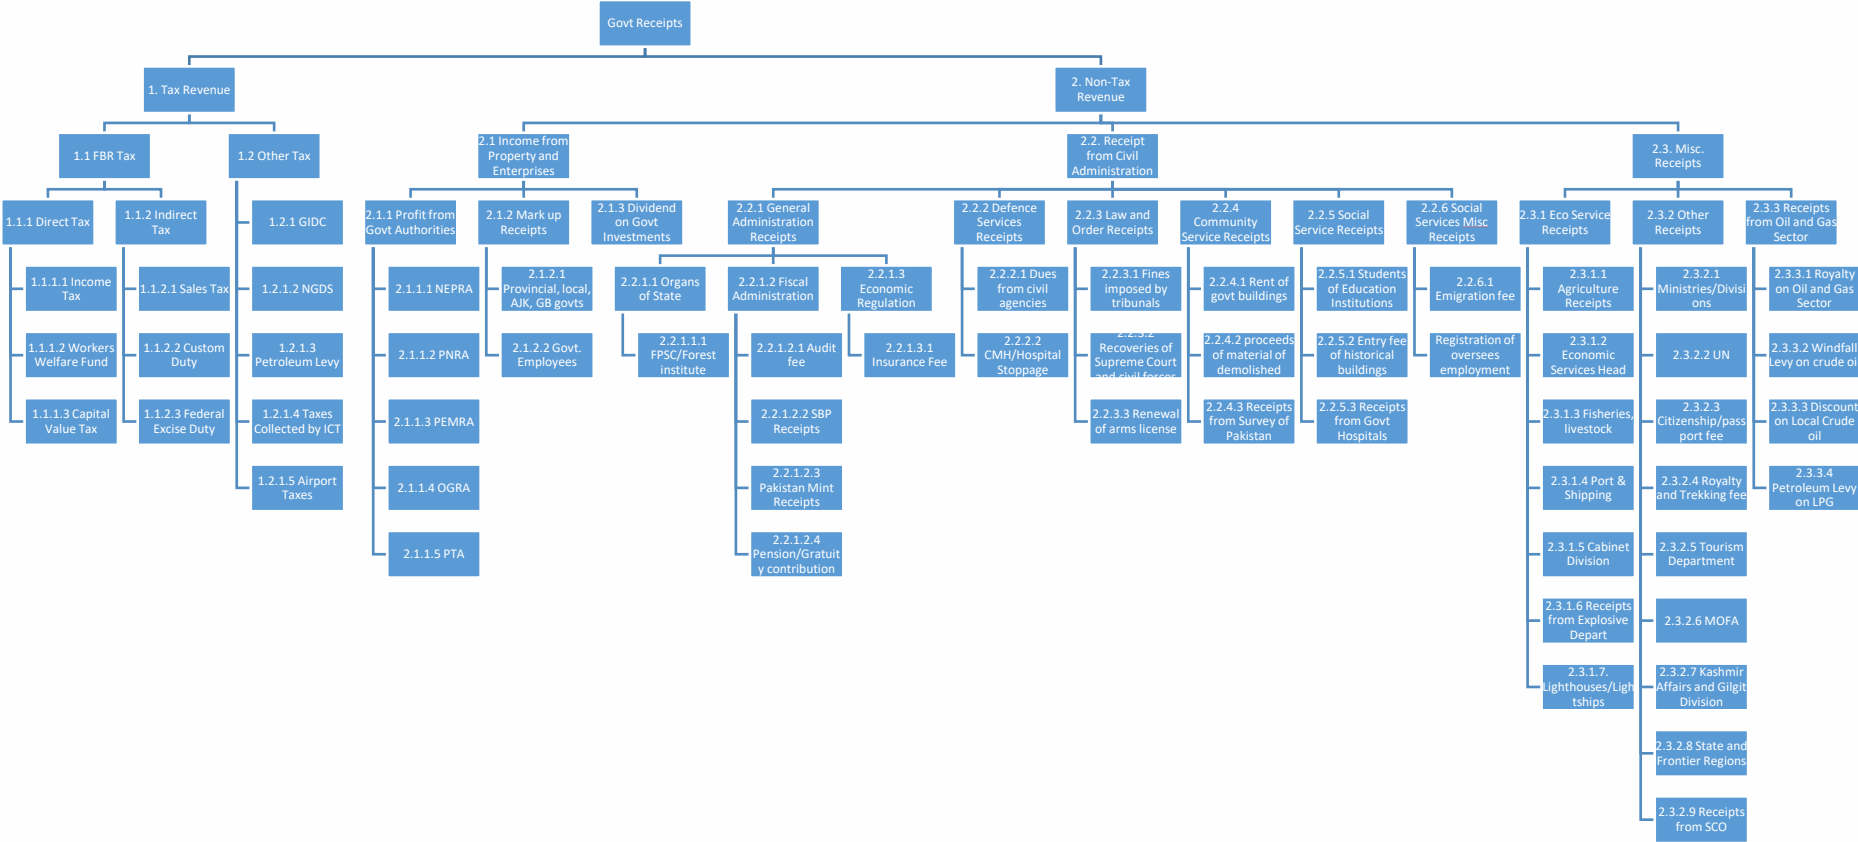 Govt Receipts
1. Tax Revenue
2. Non-Tax
Revenue
1.1 FBR Tax
1.2 Other Tax
2.1 Income from
Property and
Enterprises
2.2. Receipt
from Civil
Administration
2.3. Misc.
Receipts
1.1.1 Direct Tax
1.1.2 Indirect
Tax
1.2.1 GIDC
2.1.1 Profit from
Govt Authorities
2.1.2 Mark up
Receipts
2.1.3 Dividend
on Govt
Investments
2.2.1 General
Administration
Receipts
2.2.2 Defence
Services
Receipts
2.2.3 Law and
Order Receipts
2.2.4
Community
Service Receipts
2.2.5 Social
Service Receipts
2.2.6 Social
Services Misc
Receipts
2.3.1 Eco Service
Receipts
2.3.2 Other
Receipts
2.3.3 Receipts
from Oil and Gas
Sector
1.1.1.1 Income
Tax
1.1.2.1 Sales Tax
1.2.1.2 NGDS
2.1.1.1 NEPRA
2.1.2.1
Provincial, local,
AJK, GB govts
2.2.1.1 Organs
of State
2.2.1.2 Fiscal
Administration
2.2.1.3
Economic
Regulation
2.2.2.1 Dues
from civil
agencies
2.2.3.1 Fines
imposed by
tribunals
2.2.4.1 Rent of
govt buildings
2.2.5.1 Students
of Education
Institutions
2.2.6.1
Emigration fee
2.3.1.1
Agriculture
Receipts
2.3.2.1
Ministries/Divisi
ons
2.3.3.1 Royalty
on Oil and Gas
Sector
1.1.1.2 Workers
Welfare Fund
1.1.2.2 Custom
Duty
1.2.1.3
Petroleum Levy
2.1.1.2 PNRA
2.1.2.2 Govt.
Employees
2.2.1.1.1
FPSC/Forest
institute
2.2.1.2.1 Audit
fee
2.2.1.3.1
Insurance Fee
2.2.2.2
CMH/Hospital
Stoppage
2.2.3.2
Recoveries of
Supreme Court
and civil forces
2.2.4.2 proceeds
of material of
demolished
2.2.5.2 Entry fee
of historical
buildings
Registration of
oversees
employment
2.3.1.2
Economic
Services Head
2.3.2.2 UN
2.3.3.2 Windfall
Levy on crude oil
1.1.1.3 Capital
Value Tax
1.1.2.3 Federal
Excise Duty
1.2.1.4 Taxes
Collected by ICT
2.1.1.3 PEMRA
2.2.1.2.2 SBP
Receipts
2.2.3.3 Renewal
of arms license
2.2.4.3 Receipts
from Survey of
Pakistan
2.2.5.3 Receipts
from Govt
Hospitals
2.3.1.3 Fisheries,
livestock
2.3.2.3
Citizenship/pass
port fee
2.3.3.3 Discount
on Local Crude
oil
1.2.1.5 Airport
Taxes
2.1.1.4 OGRA
2.2.1.2.3
Pakistan Mint
Receipts
2.3.1.4 Port &
Shipping
2.3.2.4 Royalty
and Trekking fee
2.3.3.4
Petroleum Levy
on LPG
2.1.1.5 PTA
2.2.1.2.4
Pension/Gratuit
y contribution
2.3.1.5 Cabinet
Division
2.3.2.5 Tourism
Department
2.3.1.6 Receipts
from Explosive
Depart
2.3.2.6 MOFA
2.3.1.7.
Lighthouses/Ligh
tships
2.3.2.7 Kashmir
Affairs and Gilgit
Division
2.3.2.8 State and
Frontier Regions
2.3.2.9 Receipts
from SCO